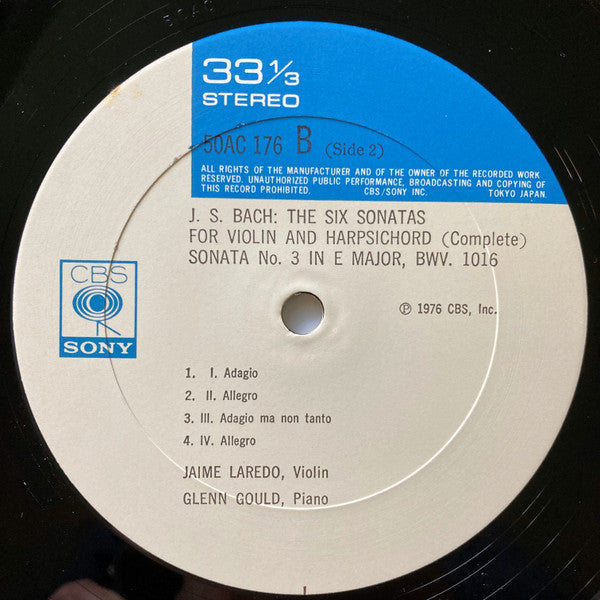 33 1/3
STEREO
50AC 176 B (Side 2)
ALL RIGHTS OF THE MANUFACTURER AND OF THE OWNER OF THE RECORDED WORK
RESERVED. UNAUTHORIZED PUBLIC PERFORMANCE, BROADCASTING AND COPYING OF
THIS RECORD PROHIBITED. CBS/SONY INC. TOKYO JAPAN.
J. S. BACH: THE SIX SONATAS
FOR VIOLIN AND HARPSICHORD (Complete)
SONATA No. 3 IN E MAJOR, BWV. 1016
CBS
SONY
℗ 1976 CBS, Inc.
1. I. Adagio
2. II. Allegro
3. III. Adagio ma non tanto
4. IV. Allegro
JAIME LAREDO, Violin
GLENN GOULD, Piano